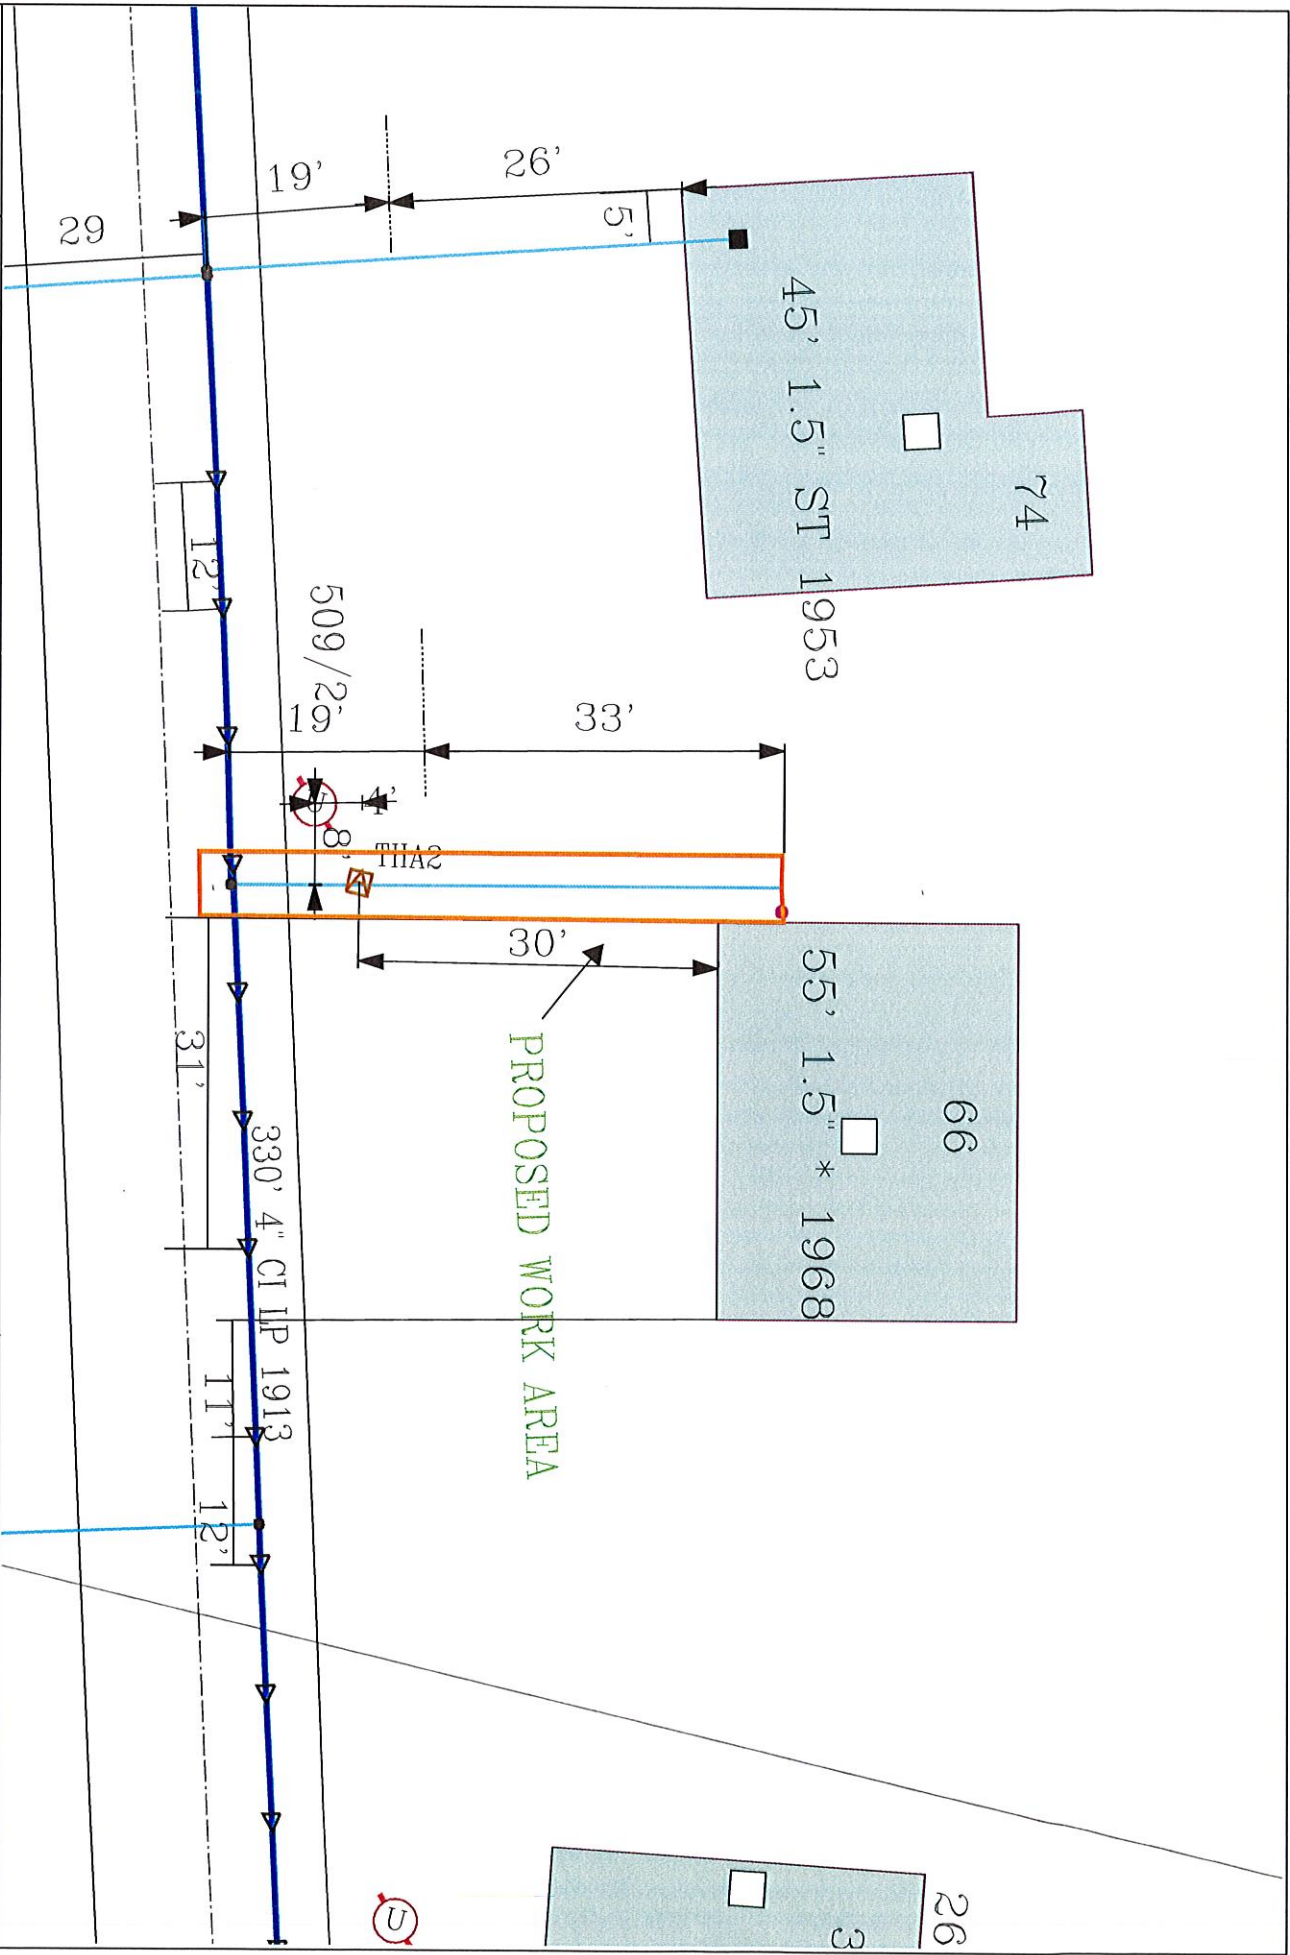 29
19'
26'
5'
45' 1.5" ST 1953
74
12'
509/2
19'
33'
U
4'
8'
THA2
30'
55' 1.5" * 1968
66
31'
PROPOSED WORK AREA
330' 4" CI LP 1913
11'
12'
U
26
3